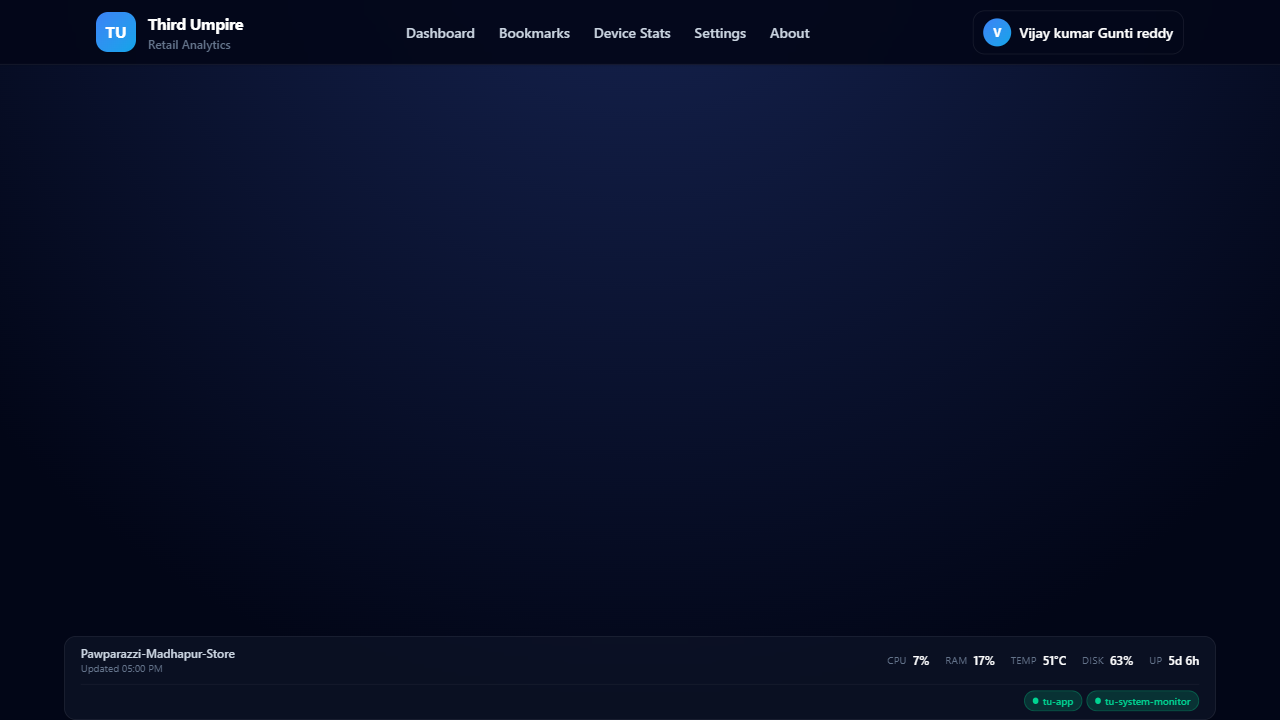 TU
Third Umpire
Retail Analytics
Dashboard Bookmarks Device Stats Settings About
V Vijay kumar Gunti reddy
Pawparazzi-Madhapur-Store
Updated 05:00 PM
CPU 7% RAM 17% TEMP 51°C DISK 63% UP 5d 6h
tu-app tu-system-monitor